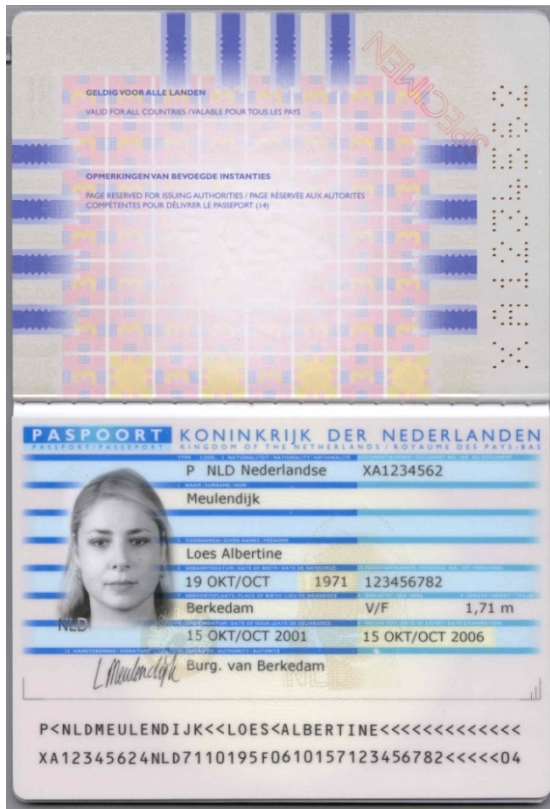 SPECIMEN
GELDIG VOOR ALLE LANDEN
VALID FOR ALL COUNTRIES / VALABLE POUR TOUS LES PAYS
OPMERKINGEN VAN BEVOEGDE INSTANTIES
PAGE RESERVED FOR ISSUING AUTHORITIES / PAGE RÉSERVÉE AUX AUTORITÉS
COMPÉTENTES POUR DÉLIVRER LE PASSEPORT (14)
XA1234562
PASPOORT KONINKRIJK DER NEDERLANDEN
PASSPORT/PASSEPORT KINGDOM OF THE NETHERLANDS / ROYAUME DES PAYS-BAS
P NLD Nederlandse XA1234562
Meulendijk
Loes Albertine
19 OKT/OCT 1971 123456782
Berkedam V/F 1,71 m
NLD
15 OKT/OCT 2001 15 OKT/OCT 2006
Burg. van Berkedam
L Meulendijk
NLD
P<NLDMEULENDIJK<<LOES<ALBERTINE<<<<<<<<<<<<<
XA12345624NLD7110195F0610157123456782<<<<<04